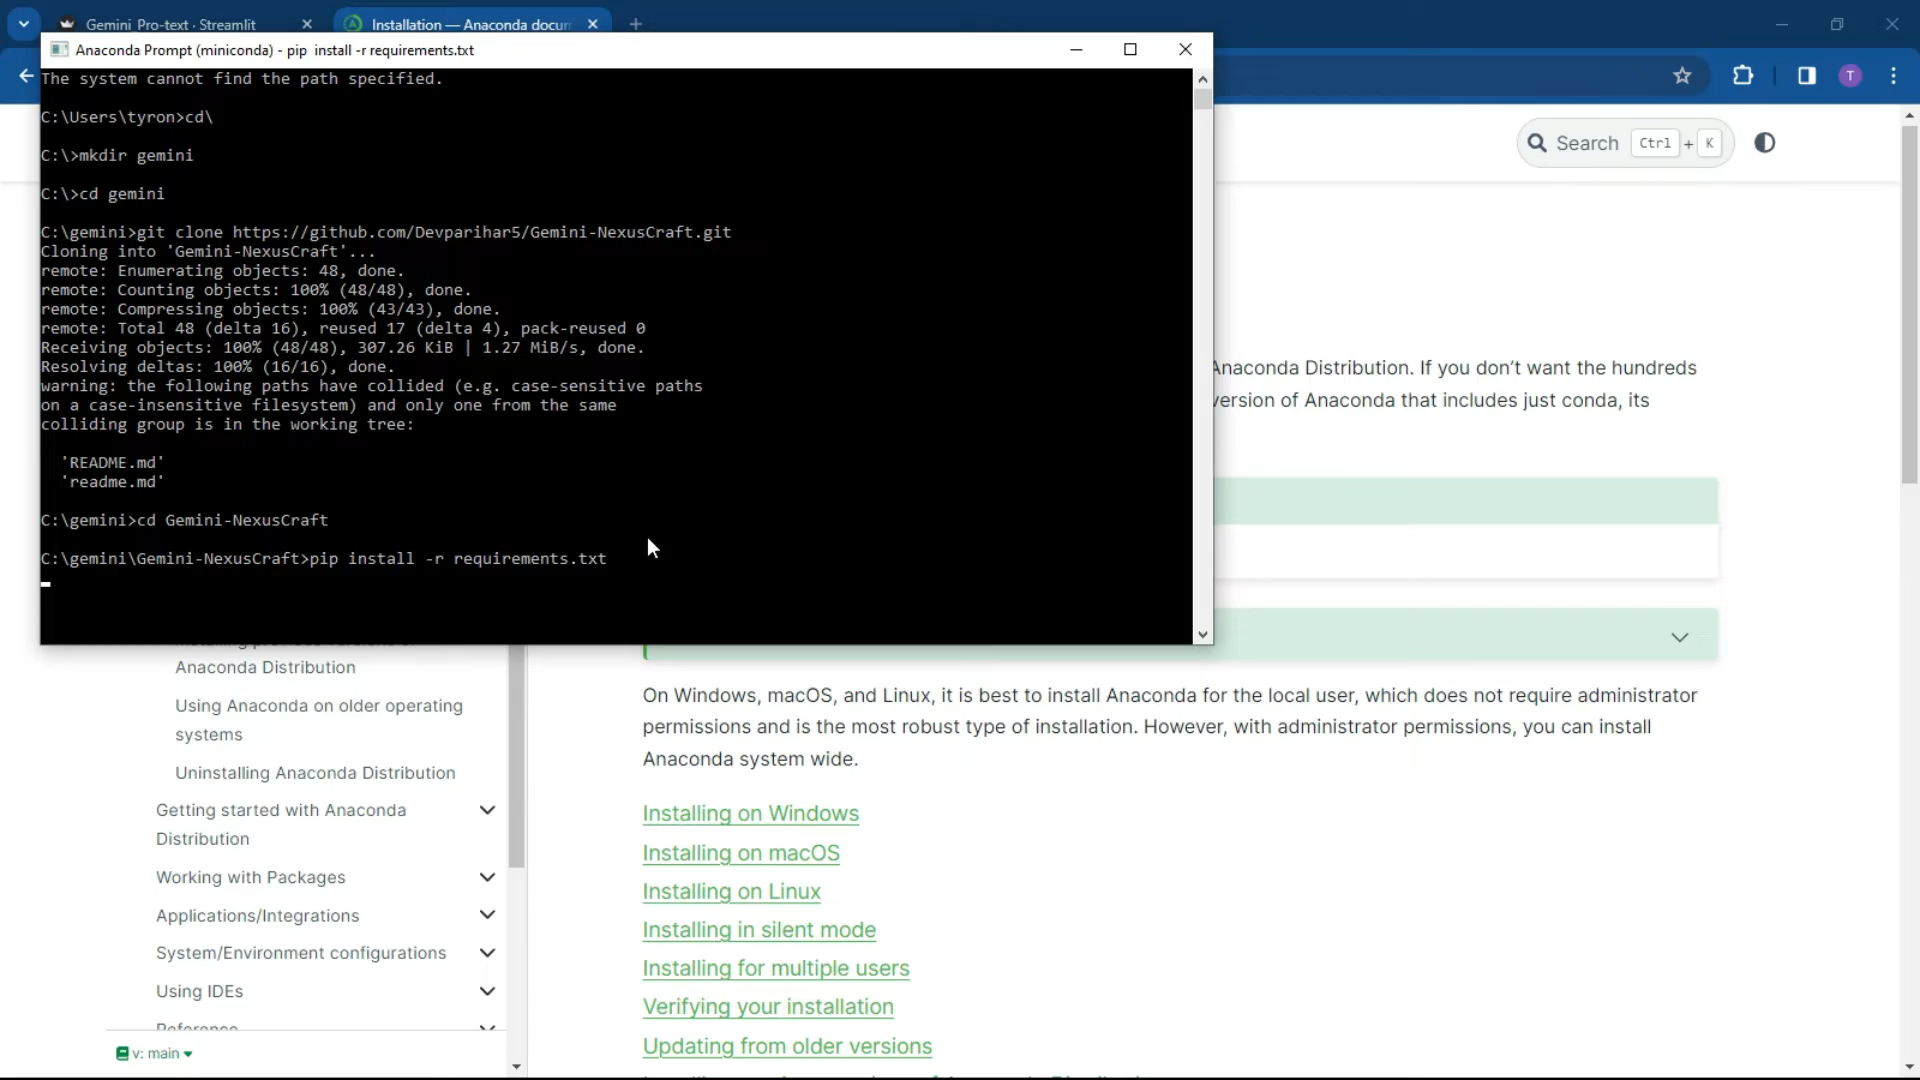 Gemini Pro-text · Streamlit
Installation — Anaconda docum
Anaconda Prompt (miniconda) - pip  install -r requirements.txt
The system cannot find the path specified.
C:\Users\tyron>cd\
C:\>mkdir gemini
C:\>cd gemini
C:\gemini>git clone https://github.com/Devparihar5/Gemini-NexusCraft.git
Cloning into 'Gemini-NexusCraft'...
remote: Enumerating objects: 48, done.
remote: Counting objects: 100% (48/48), done.
remote: Compressing objects: 100% (43/43), done.
remote: Total 48 (delta 16), reused 17 (delta 4), pack-reused 0
Receiving objects: 100% (48/48), 307.26 KiB | 1.27 MiB/s, done.
Resolving deltas: 100% (16/16), done.
warning: the following paths have collided (e.g. case-sensitive paths
on a case-insensitive filesystem) and only one from the same
colliding group is in the working tree:
'README.md'
'readme.md'
C:\gemini>cd Gemini-NexusCraft
C:\gemini\Gemini-NexusCraft>pip install -r requirements.txt
T
Search Ctrl + K
Anaconda Distribution. If you don't want the hundreds
version of Anaconda that includes just conda, its
Anaconda Distribution
Using Anaconda on older operating
systems
Uninstalling Anaconda Distribution
Getting started with Anaconda
Distribution
Working with Packages
Applications/Integrations
System/Environment configurations
Using IDEs
Reference
v: main
On Windows, macOS, and Linux, it is best to install Anaconda for the local user, which does not require administrator
permissions and is the most robust type of installation. However, with administrator permissions, you can install
Anaconda system wide.
Installing on Windows
Installing on macOS
Installing on Linux
Installing in silent mode
Installing for multiple users
Verifying your installation
Updating from older versions